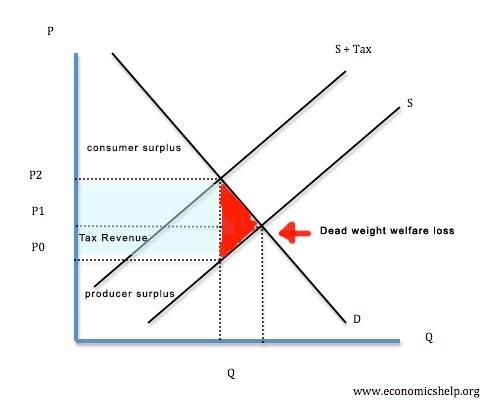 P
S + Tax
S
consumer surplus
P2
P1
Tax Revenue
Dead weight welfare loss
P0
producer surplus
D
Q
Q
www.economicshelp.org